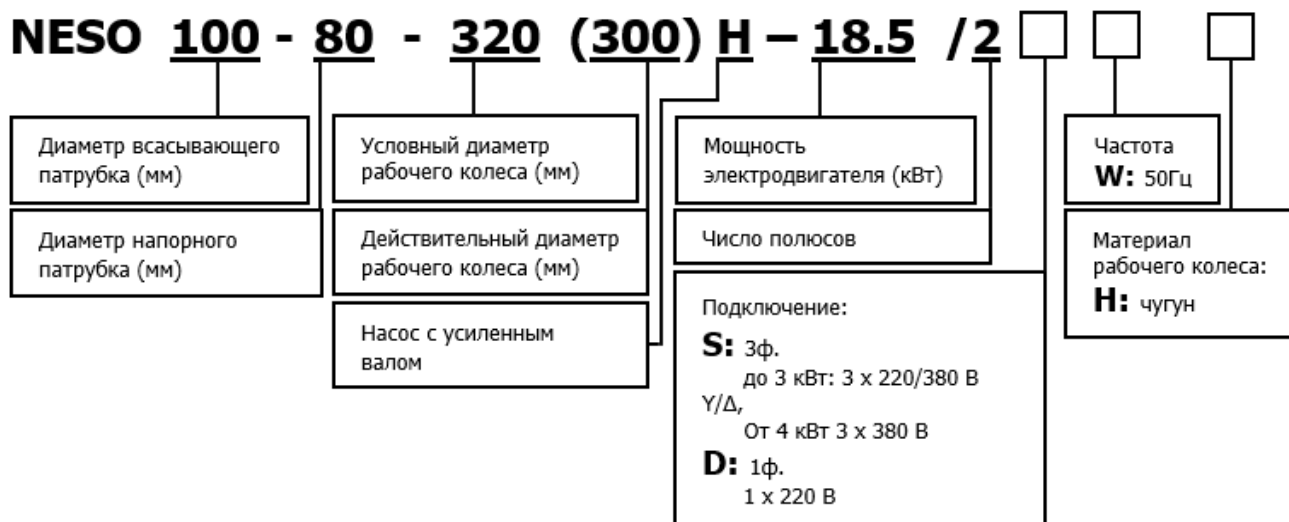 NESO 100 - 80 - 320 (300) H – 18.5 /2
Диаметр всасывающего
патрубка (мм)
Диаметр напорного
патрубка (мм)
Условный диаметр
рабочего колеса (мм)
Действительный диаметр
рабочего колеса (мм)
Насос с усиленным
валом
Мощность
электродвигателя (кВт)
Число полюсов
Подключение:
S: 3ф.
до 3 кВт: 3 х 220/380 В
Y/Δ,
От 4 кВт 3 х 380 В
D: 1ф.
1 х 220 В
Частота
W: 50Гц
Материал
рабочего колеса:
H: чугун